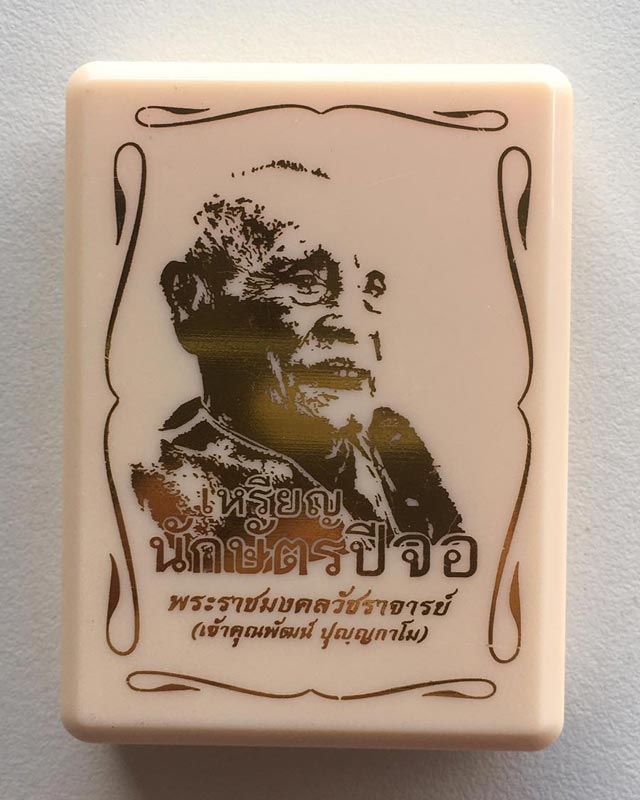 เหรียญ
นักษัตรปีจอ
พระราชมงคลวัชราจารย์
(เจ้าคุณพัฒน์ ปุญฺญกาโม)